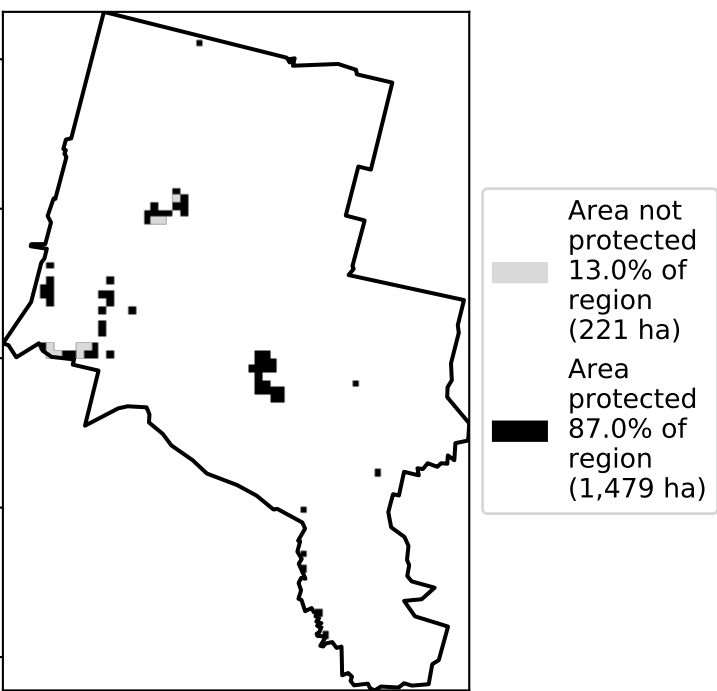 Area not
protected
13.0% of
region
(221 ha)
Area
protected
87.0% of
region
(1,479 ha)